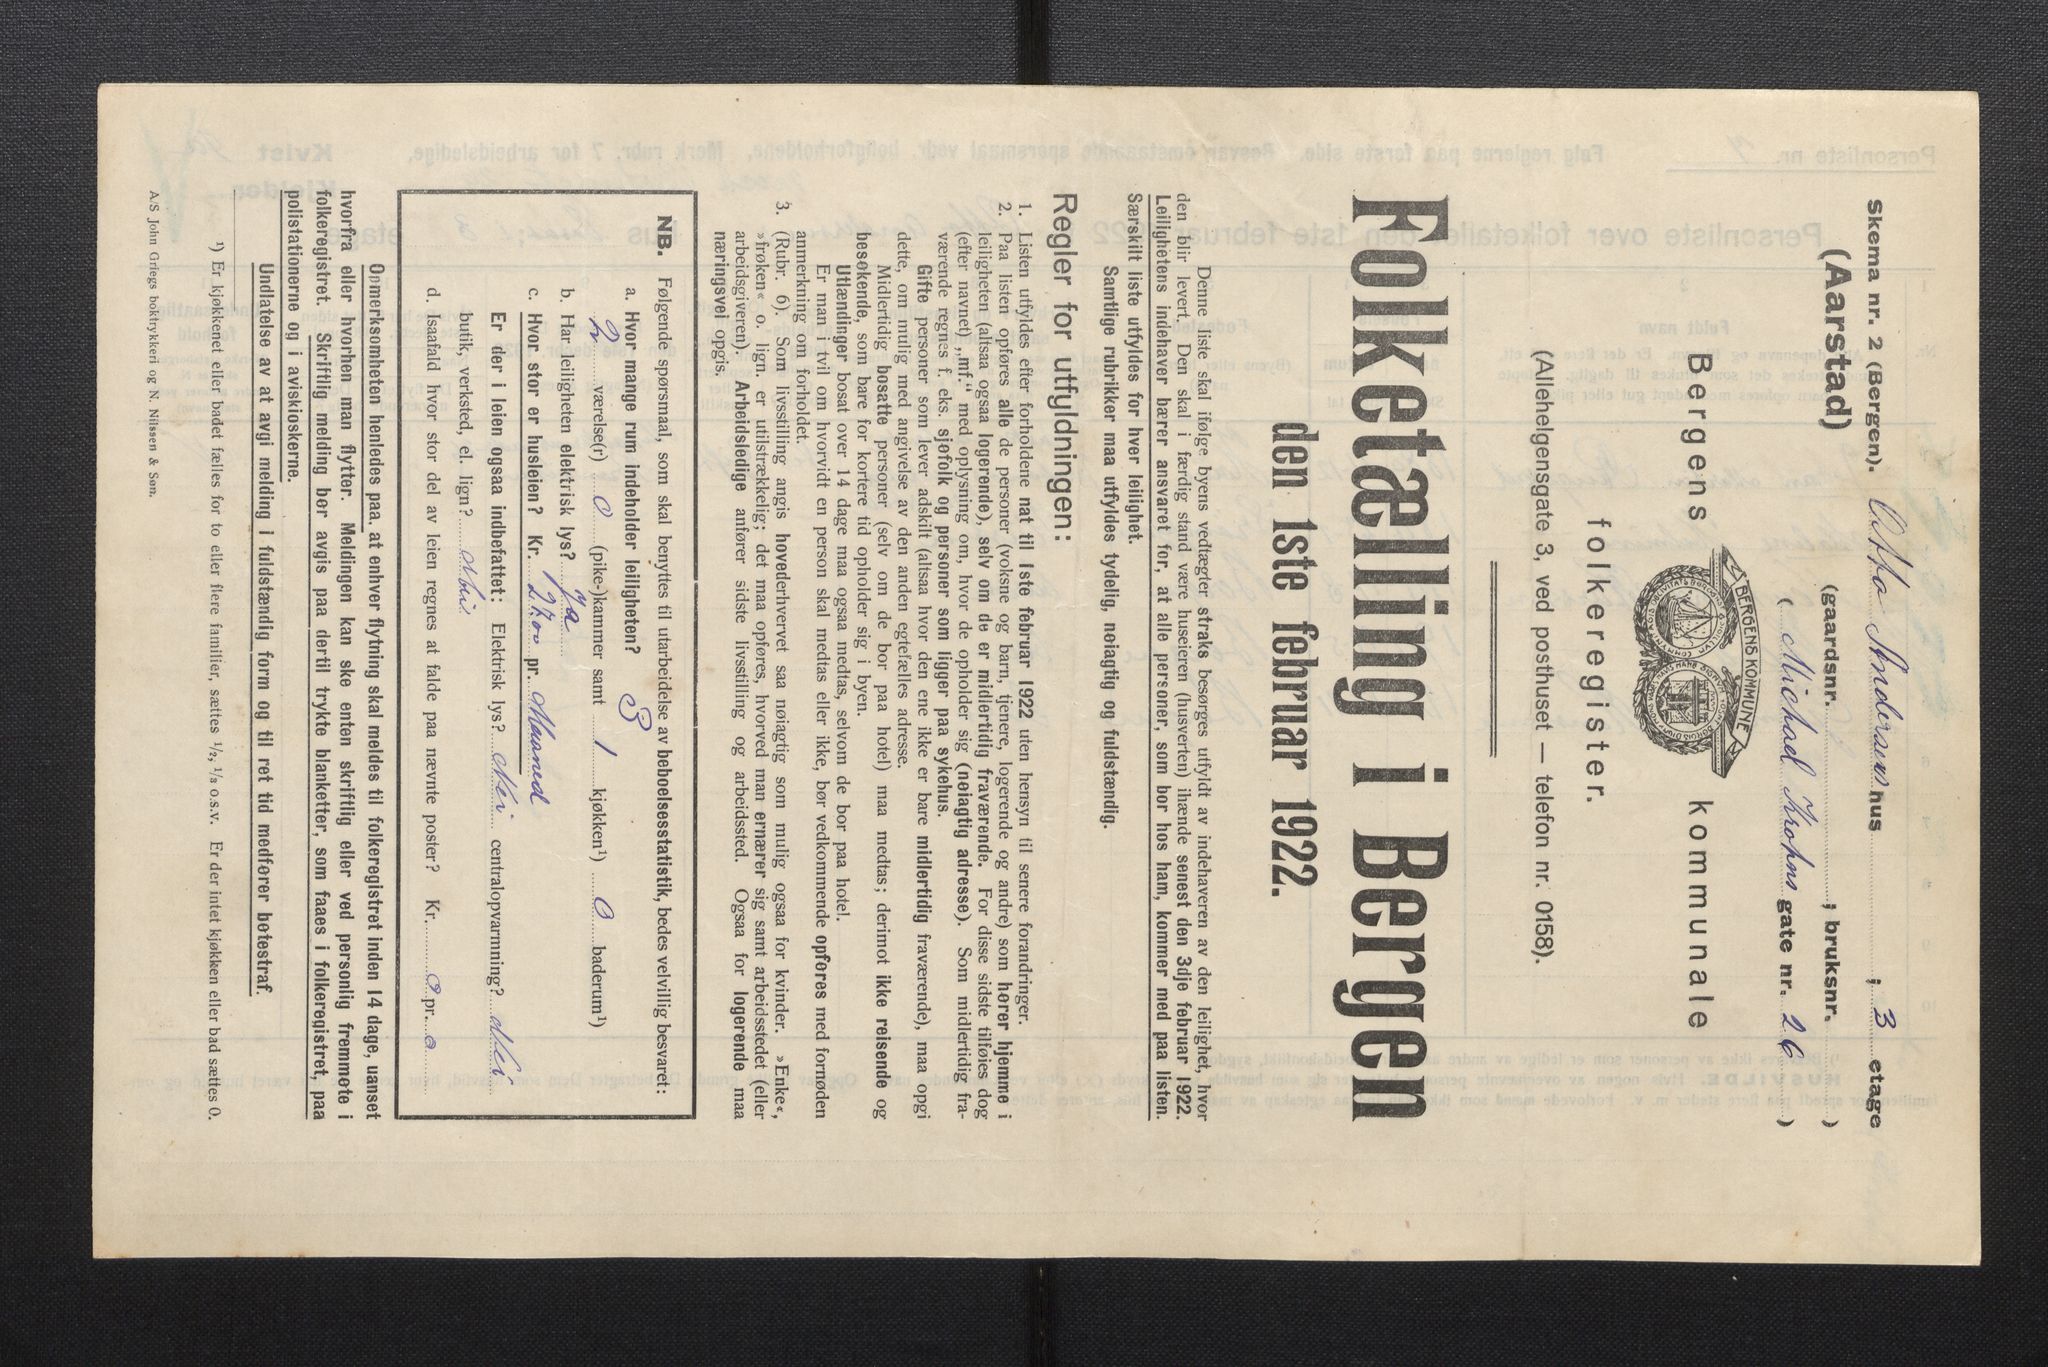 Skema nr. 2 (Bergen). Otto Andersens hus 3 etage
(Aarstad) (gaardsnr. , bruksnr. )
( Michael Krohns gate nr. 26 )
BERGENS KOMMUNE
Bergens kommunale
folkeregister.
(Allehelgensgate 3, ved posthuset — telefon nr. 0158).
Folketælling i Bergen
den 1ste februar 1922.
Denne liste skal ifølge byens vedtægter straks besørges utfyldt av indehaveren av den leilighet, hvor
den blir levert. Den skal i færdig stand være huseieren (husverten) ihænde senest den 3dje februar 1922.
Leilighetens indehaver bærer ansvaret for, at alle personer, som bor hos ham, kommer med paa listen.
Særskilt liste utfyldes for hver leilighet.
Samtlige rubrikker maa utfyldes tydelig, nøiagtig og fuldstændig.
Regler for utfyldningen:
1. Listen utfyldes efter forholdene nat til 1ste februar 1922 uten hensyn til senere forandringer.
2. Paa listen opføres alle de personer (voksne og barn, tjenere, logerende og andre) som hører hjemme i
leiligheten (altsaa ogsaa logerende), selv om de er midlertidig fraværende. For disse sidste tilføies dog
(efter navnet) „mf" med oplysning om, hvor de opholder sig (nøiagtig adresse). Som midlertidig fra-
værende regnes f. eks. sjøfolk og personer som ligger paa sykehus.
Gifte personer som lever adskilt (altsaa hvor den ene ikke er bare midlertidig fraværende), maa opgi
dette, om mulig med angivelse av den anden egtefælles adresse.
Midlertidig bosatte personer (selv om de bor paa hotel) maa medtas; derimot ikke reisende og
besøkende, som bare for kortere tid opholder sig i byen.
Utlændinger bosat over 14 dage maa ogsaa medtas, selvom de bor paa hotel.
Er man i tvil om hvorvidt en person skal medtas eller ikke, bør vedkommende opføres med fornøden
anmerkning om forholdet.
3. (Rubr. 6). Som livsstilling angis hovederhvervet saa nøiagtig som mulig ogsaa for kvinder. »Enke«,
»frøken« o. lign. er utilstrækkelig; det maa opføres, hvorved man ernærer sig samt arbeidsstedet (eller
arbeidsgiveren). Arbeidsledige anfører sidste livsstilling og arbeidssted. Ogsaa for logerende maa
næringsvei opgis.
NB. Følgende spørsmaal, som skal benyttes til utarbeidelse av beboelsesstatistik, bedes velvillig besvaret:
a. Hvor mange rum indeholder leiligheten? 3
2 værelse(r) 0 (pike-)kammer samt 1 kjøkken¹) 0 baderum¹)
b. Har leiligheten elektrisk lys? Ja
c. Hvor stor er husleien? Kr. 2700 pr. Maaned
Er der i leien ogsaa indbefattet: Elektrisk lys? Nei centralopvarmning? Nei
butik, verksted, el. lign? Nei
d. Isaafald hvor stor del av leien regnes at falde paa nævnte poster? Kr. 0 pr. 0
Opmerksomheten henledes paa, at enhver flytning skal meldes til folkeregistret inden 14 dage, uanset
hvorfra eller hvorhen man flytter. Meldingen kan ske enten skriftlig eller ved personlig fremmøte i
folkeregistret. Skriftlig melding bør avgis paa dertil trykte blanketter, som faaes i folkeregistret, paa
polistationerne og i aviskioskerne.
Undlatelse av at avgi melding i fuldstændig form og til ret tid medfører bøtestraf.
¹) Er kjøkkenet eller badet fælles for to eller flere familier, sættes ¹/₂, ¹/₃ o.s.v. Er der intet kjøkken eller bad sættes 0.
A/S John Griegs boktrykkeri og N. Nilssen & Søn.